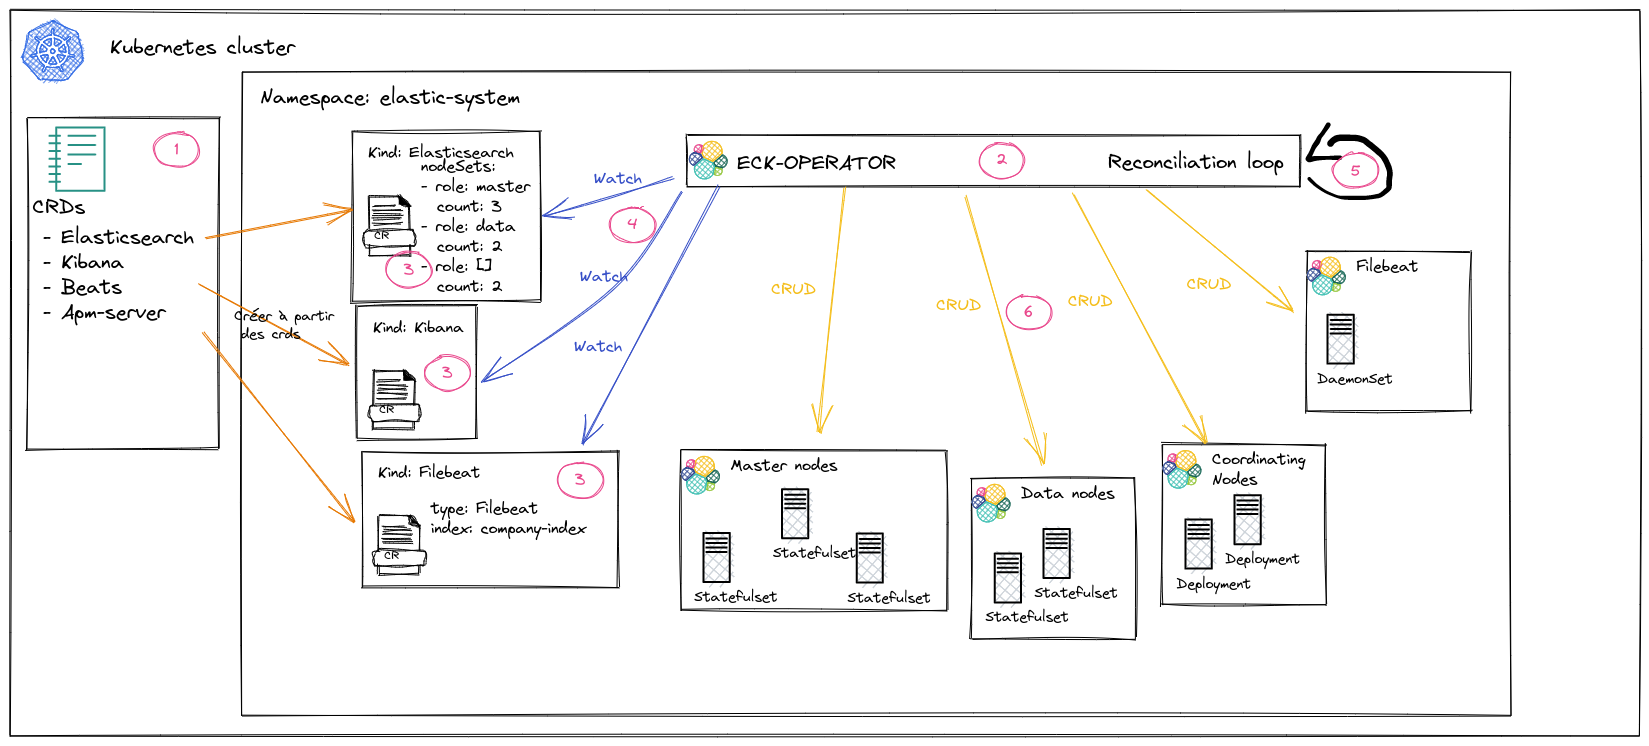 Kubernetes cluster
Namespace: elastic-system
1
CRDs
- Elasticsearch
- Kibana
- Beats
- Apm-server
Créer à partir
des crds
Kind: Elasticsearch
nodeSets:
- role: master
count: 3
- role: data
count: 2
- role: []
count: 2
CR
3
Kind: Kibana
3
CR
Kind: Filebeat
3
type: Filebeat
index: company-index
CR
Watch
4
Watch
Watch
ECK-OPERATOR
2
Reconciliation loop
5
CRUD
CRUD
6
CRUD
CRUD
Master nodes
Statefulset
Statefulset
Statefulset
Data nodes
Statefulset
Statefulset
Coordinating
Nodes
Deployment
Deployment
Filebeat
DaemonSet